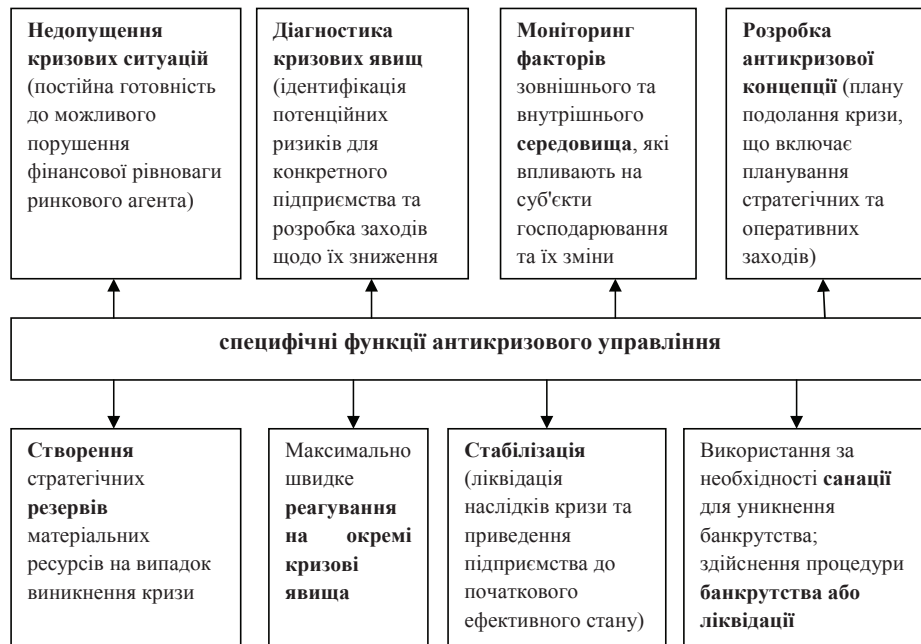 Недопущення
кризових ситуацій
(постійна готовність
до можливого
порушення
фінансової рівноваги
ринкового агента)
Діагностика
кризових явищ
(ідентифікація
потенційних
ризиків для
конкретного
підприємства та
розробка заходів
щодо їх зниження
Моніторинг
факторів
зовнішнього та
внутрішнього
середовища, які
впливають на
суб'єкти
господарювання
та їх зміни
Розробка
антикризової
концепції (плану
подолання кризи,
що включає
планування
стратегічних та
оперативних
заходів)
специфічні функції антикризового управління
Створення
стратегічних
резервів
матеріальних
ресурсів на випадок
виникнення кризи
Максимально
швидке
реагування
на окремі
кризові
явища
Стабілізація
(ліквідація
наслідків кризи та
приведення
підприємства до
початкового
ефективного стану)
Використання за
необхідності санації
для уникнення
банкрутства;
здійснення процедури
банкрутства або
ліквідації